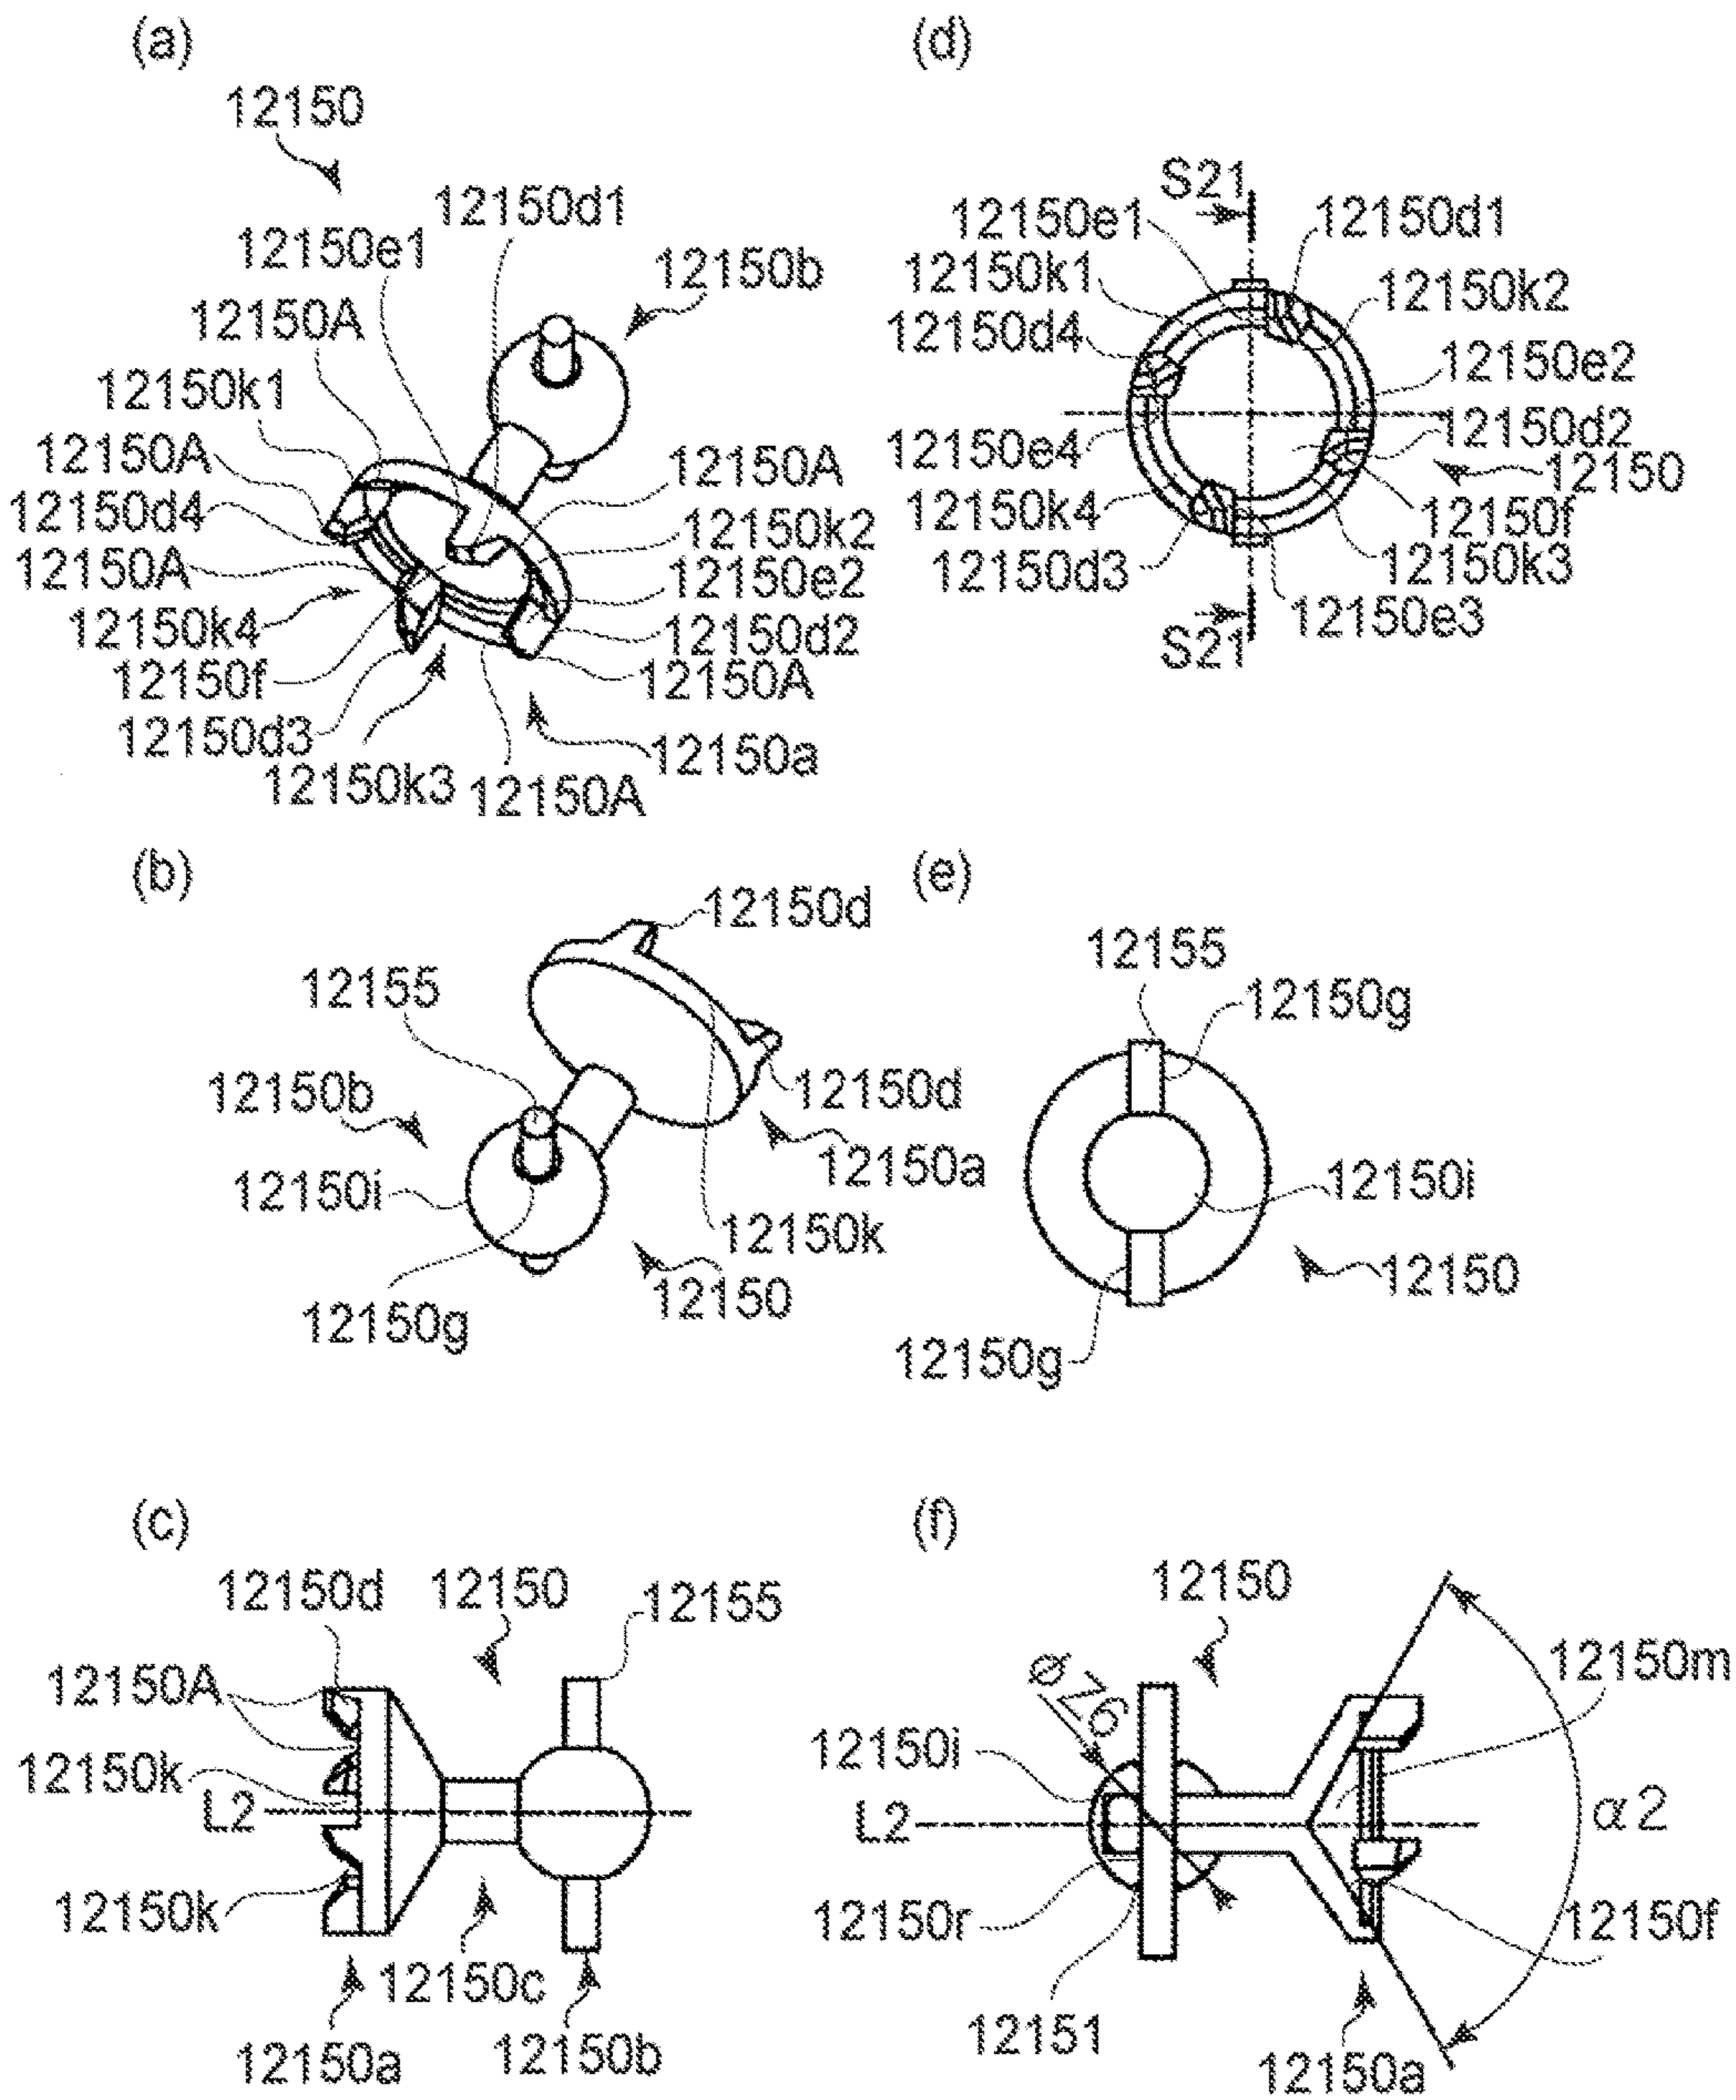 (a)
12150
12150d1
12150e1
12150b
12150A
12150k1
12150A
12150A
12150d4
12150k2
12150A
12150e2
12150k4
12150d2
12150f
12150A
12150d3
12150a
12150k3
12150A
(d)
S21
12150e1
12150d1
12150k1
12150k2
12150d4
12150e2
12150d2
12150e4
12150
12150k4
12150f
12150d3
12150k3
12150e3
S21
(b)
12150d
12155
12150b
12150d
12150a
12150i
12150k
12150
12150g
(e)
12155
12150g
12150i
12150
12150g
(c)
12150d
12150
12155
12150A
12150k
L2
12150k
12150c
12150a
12150b
(f)
12150
12150m
øZ6
12150i
L2
α2
12150r
12150f
12151
12150a